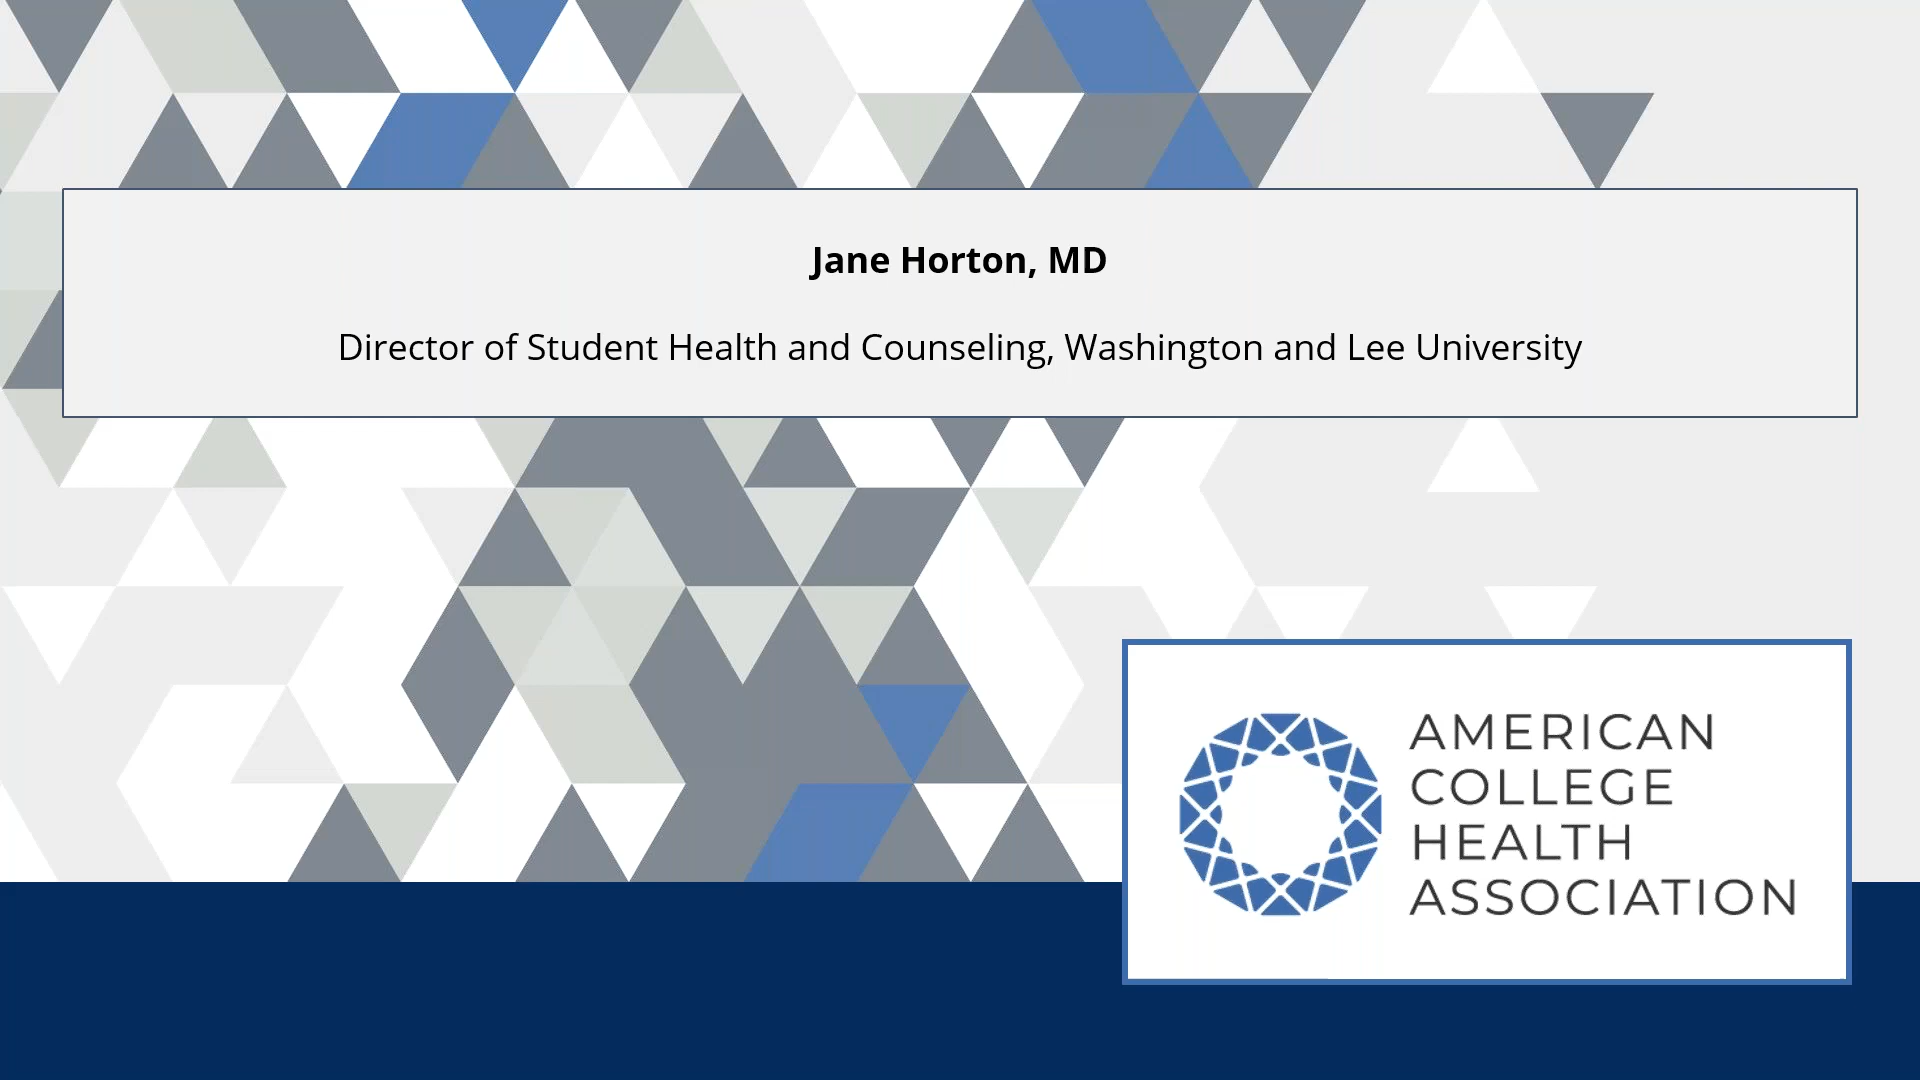 Jane Horton, MD
Director of Student Health and Counseling, Washington and Lee University
AMERICAN
COLLEGE
HEALTH
ASSOCIATION